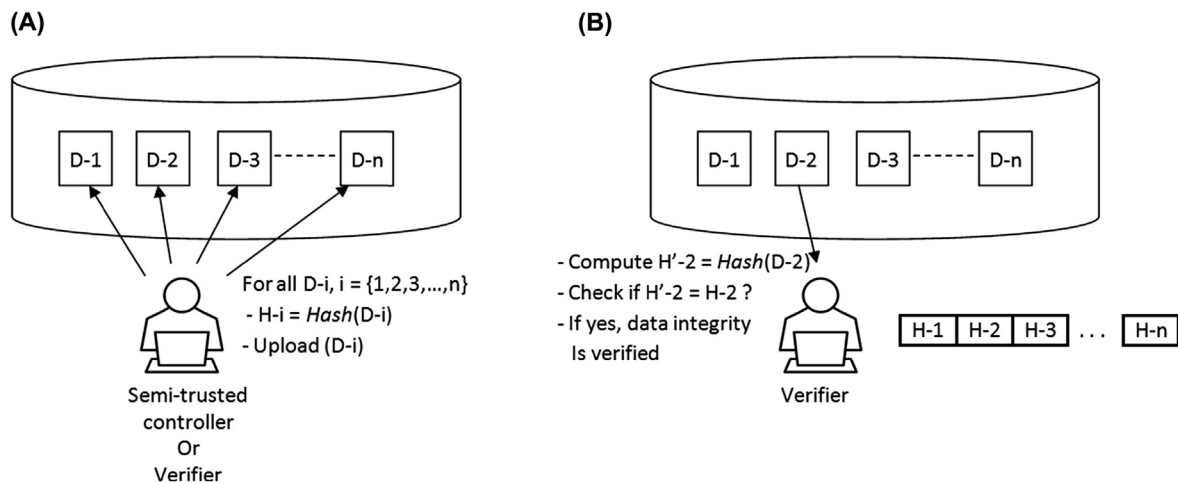 (A)
D-1 D-2 D-3 D-n
For all D-i, i = {1,2,3,...,n}
- H-i = Hash(D-i)
- Upload (D-i)
Semi-trusted
controller
Or
Verifier
(B)
D-1 D-2 D-3 D-n
- Compute H'-2 = Hash(D-2)
- Check if H'-2 = H-2 ?
- If yes, data integrity
Is verified
Verifier
H-1 H-2 H-3 . . . H-n